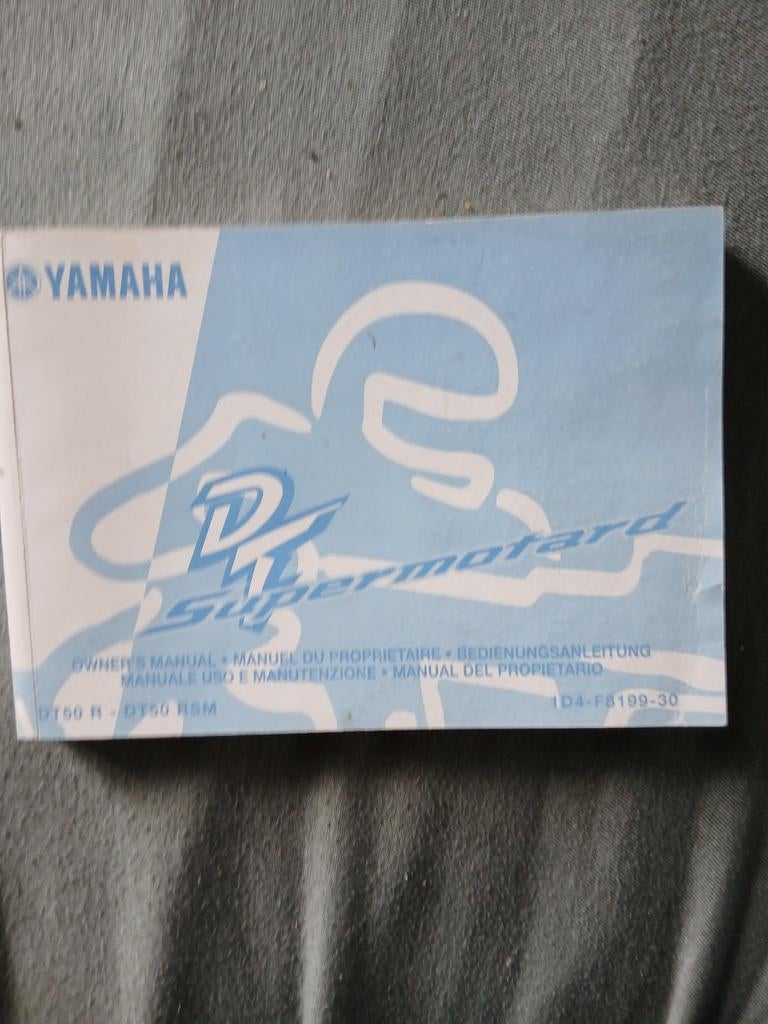 YAMAHA
DT
Supermotard
OWNER'S MANUAL • MANUEL DU PROPRIETAIRE • BEDIENUNGSANLEITUNG
MANUALE USO E MANUTENZIONE • MANUAL DEL PROPIETARIO
DT50 R - DT50 RSM
1D4-F8199-30